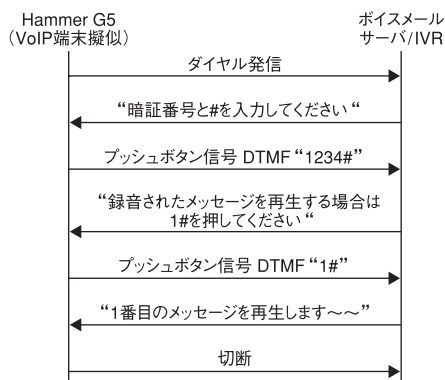 Hammer G5
（VoIP端末擬似）
ボイスメール
サーバ/IVR
ダイヤル発信
“暗証番号と#を入力してください“
プッシュボタン信号 DTMF “1234#”
“録音されたメッセージを再生する場合は
1#を押してください“
プッシュボタン信号 DTMF “1#”
“1番目のメッセージを再生します～～”
切断